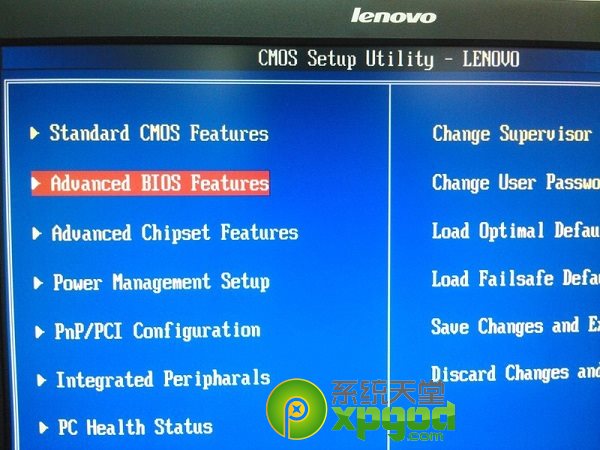 lenovo
CMOS Setup Utility - LENOVO
Standard CMOS Features
Advanced BIOS Features
Advanced Chipset Features
Power Management Setup
PnP/PCI Configuration
Integrated Peripharals
PC Health Status
Change Supervisor
Change User Passwo
Load Optimal Defau
Load Failsafe Defau
Save Changes and Ex
Discard Changes and
系统天堂
xpgod
.com